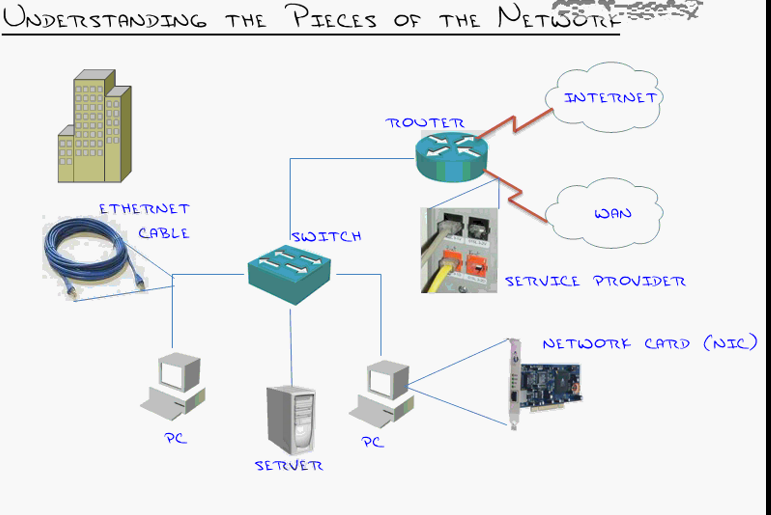 UNDERSTANDING THE PIECES OF THE NETWORK
INTERNET
ROUTER
ETHERNET
CABLE
WAN
SWITCH
SERVICE PROVIDER
NETWORK CARD (NIC)
PC
PC
SERVER